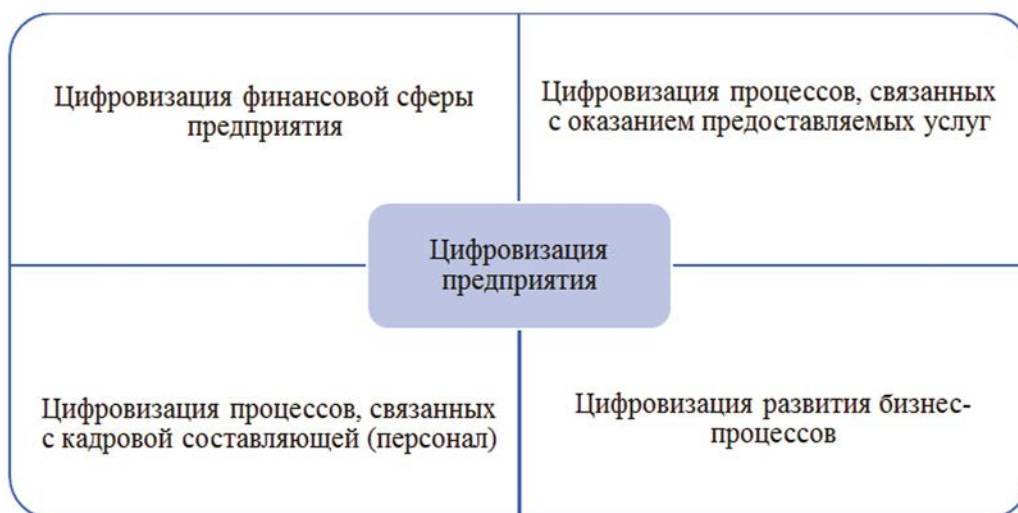 Цифровизация финансовой сферы
предприятия
Цифровизация процессов, связанных
с оказанием предоставляемых услуг
Цифровизация
предприятия
Цифровизация процессов, связанных
с кадровой составляющей (персонал)
Цифровизация развития бизнес-
процессов